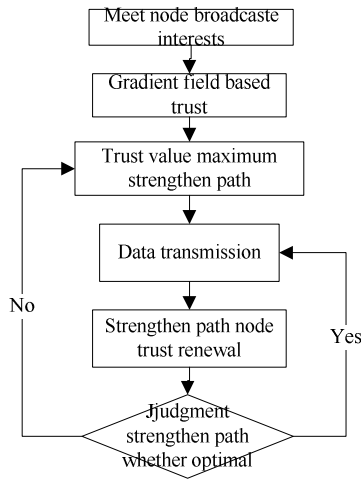 Meet node broadcaste
interests
Gradient field based
trust
Trust value maximum
strengthen path
Data transmission
No
Yes
Strengthen path node
trust renewal
Jjudgment
strengthen path
whether optimal